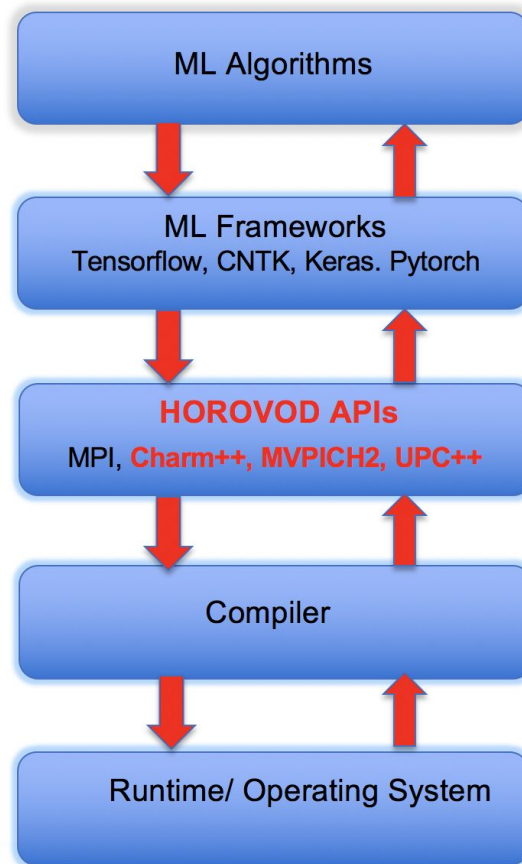 ML Algorithms
ML Frameworks
Tensorflow, CNTK, Keras. Pytorch
HOROVOD APIs
MPI, Charm++, MVPICH2, UPC++
Compiler
Runtime/ Operating System